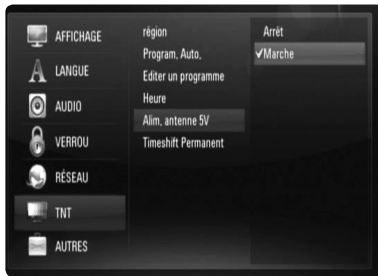 AFFICHAGE
LANGUE
AUDIO
VERROU
RÉSEAU
TNT
AUTRES
région
Program. Auto.
Editer un programme
Heure
Alim. antenne 5V
Timeshift Permanent
Arrêt
✓Marche